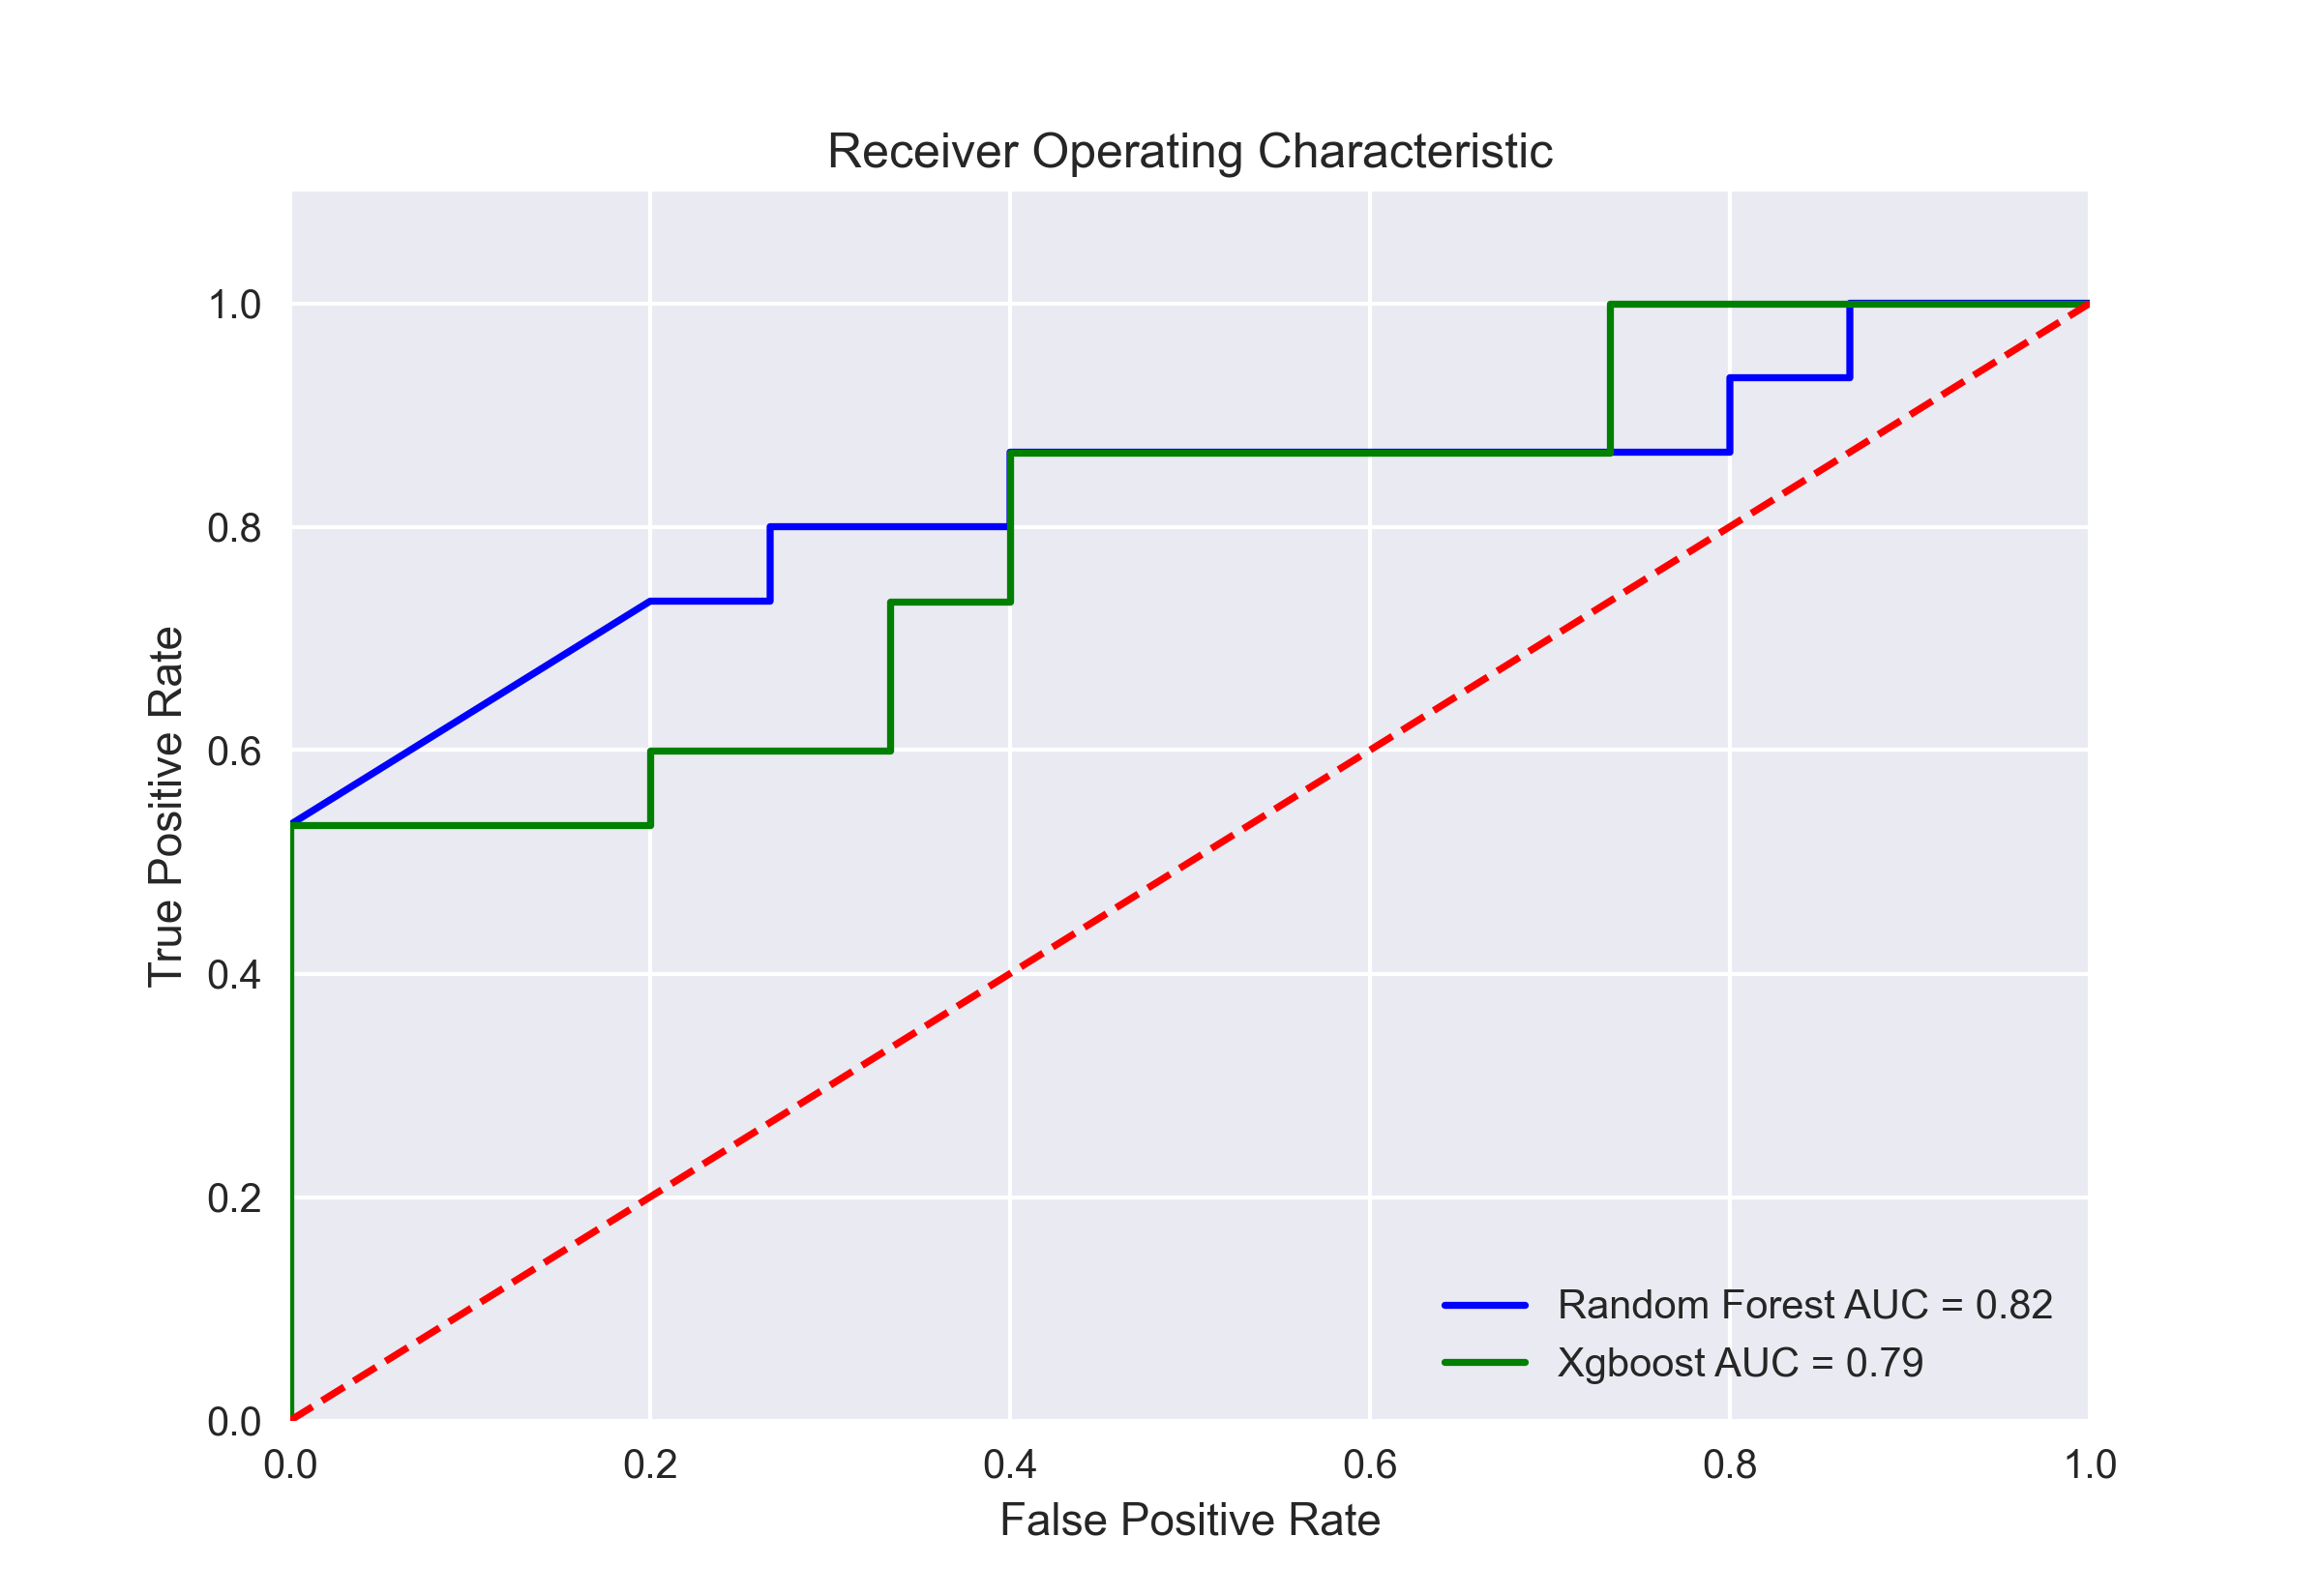 Receiver Operating Characteristic
True Positive Rate
1.0
0.8
0.6
0.4
0.2
0.0
0.0 0.2 0.4 0.6 0.8 1.0
False Positive Rate
Random Forest AUC = 0.82
Xgboost AUC = 0.79